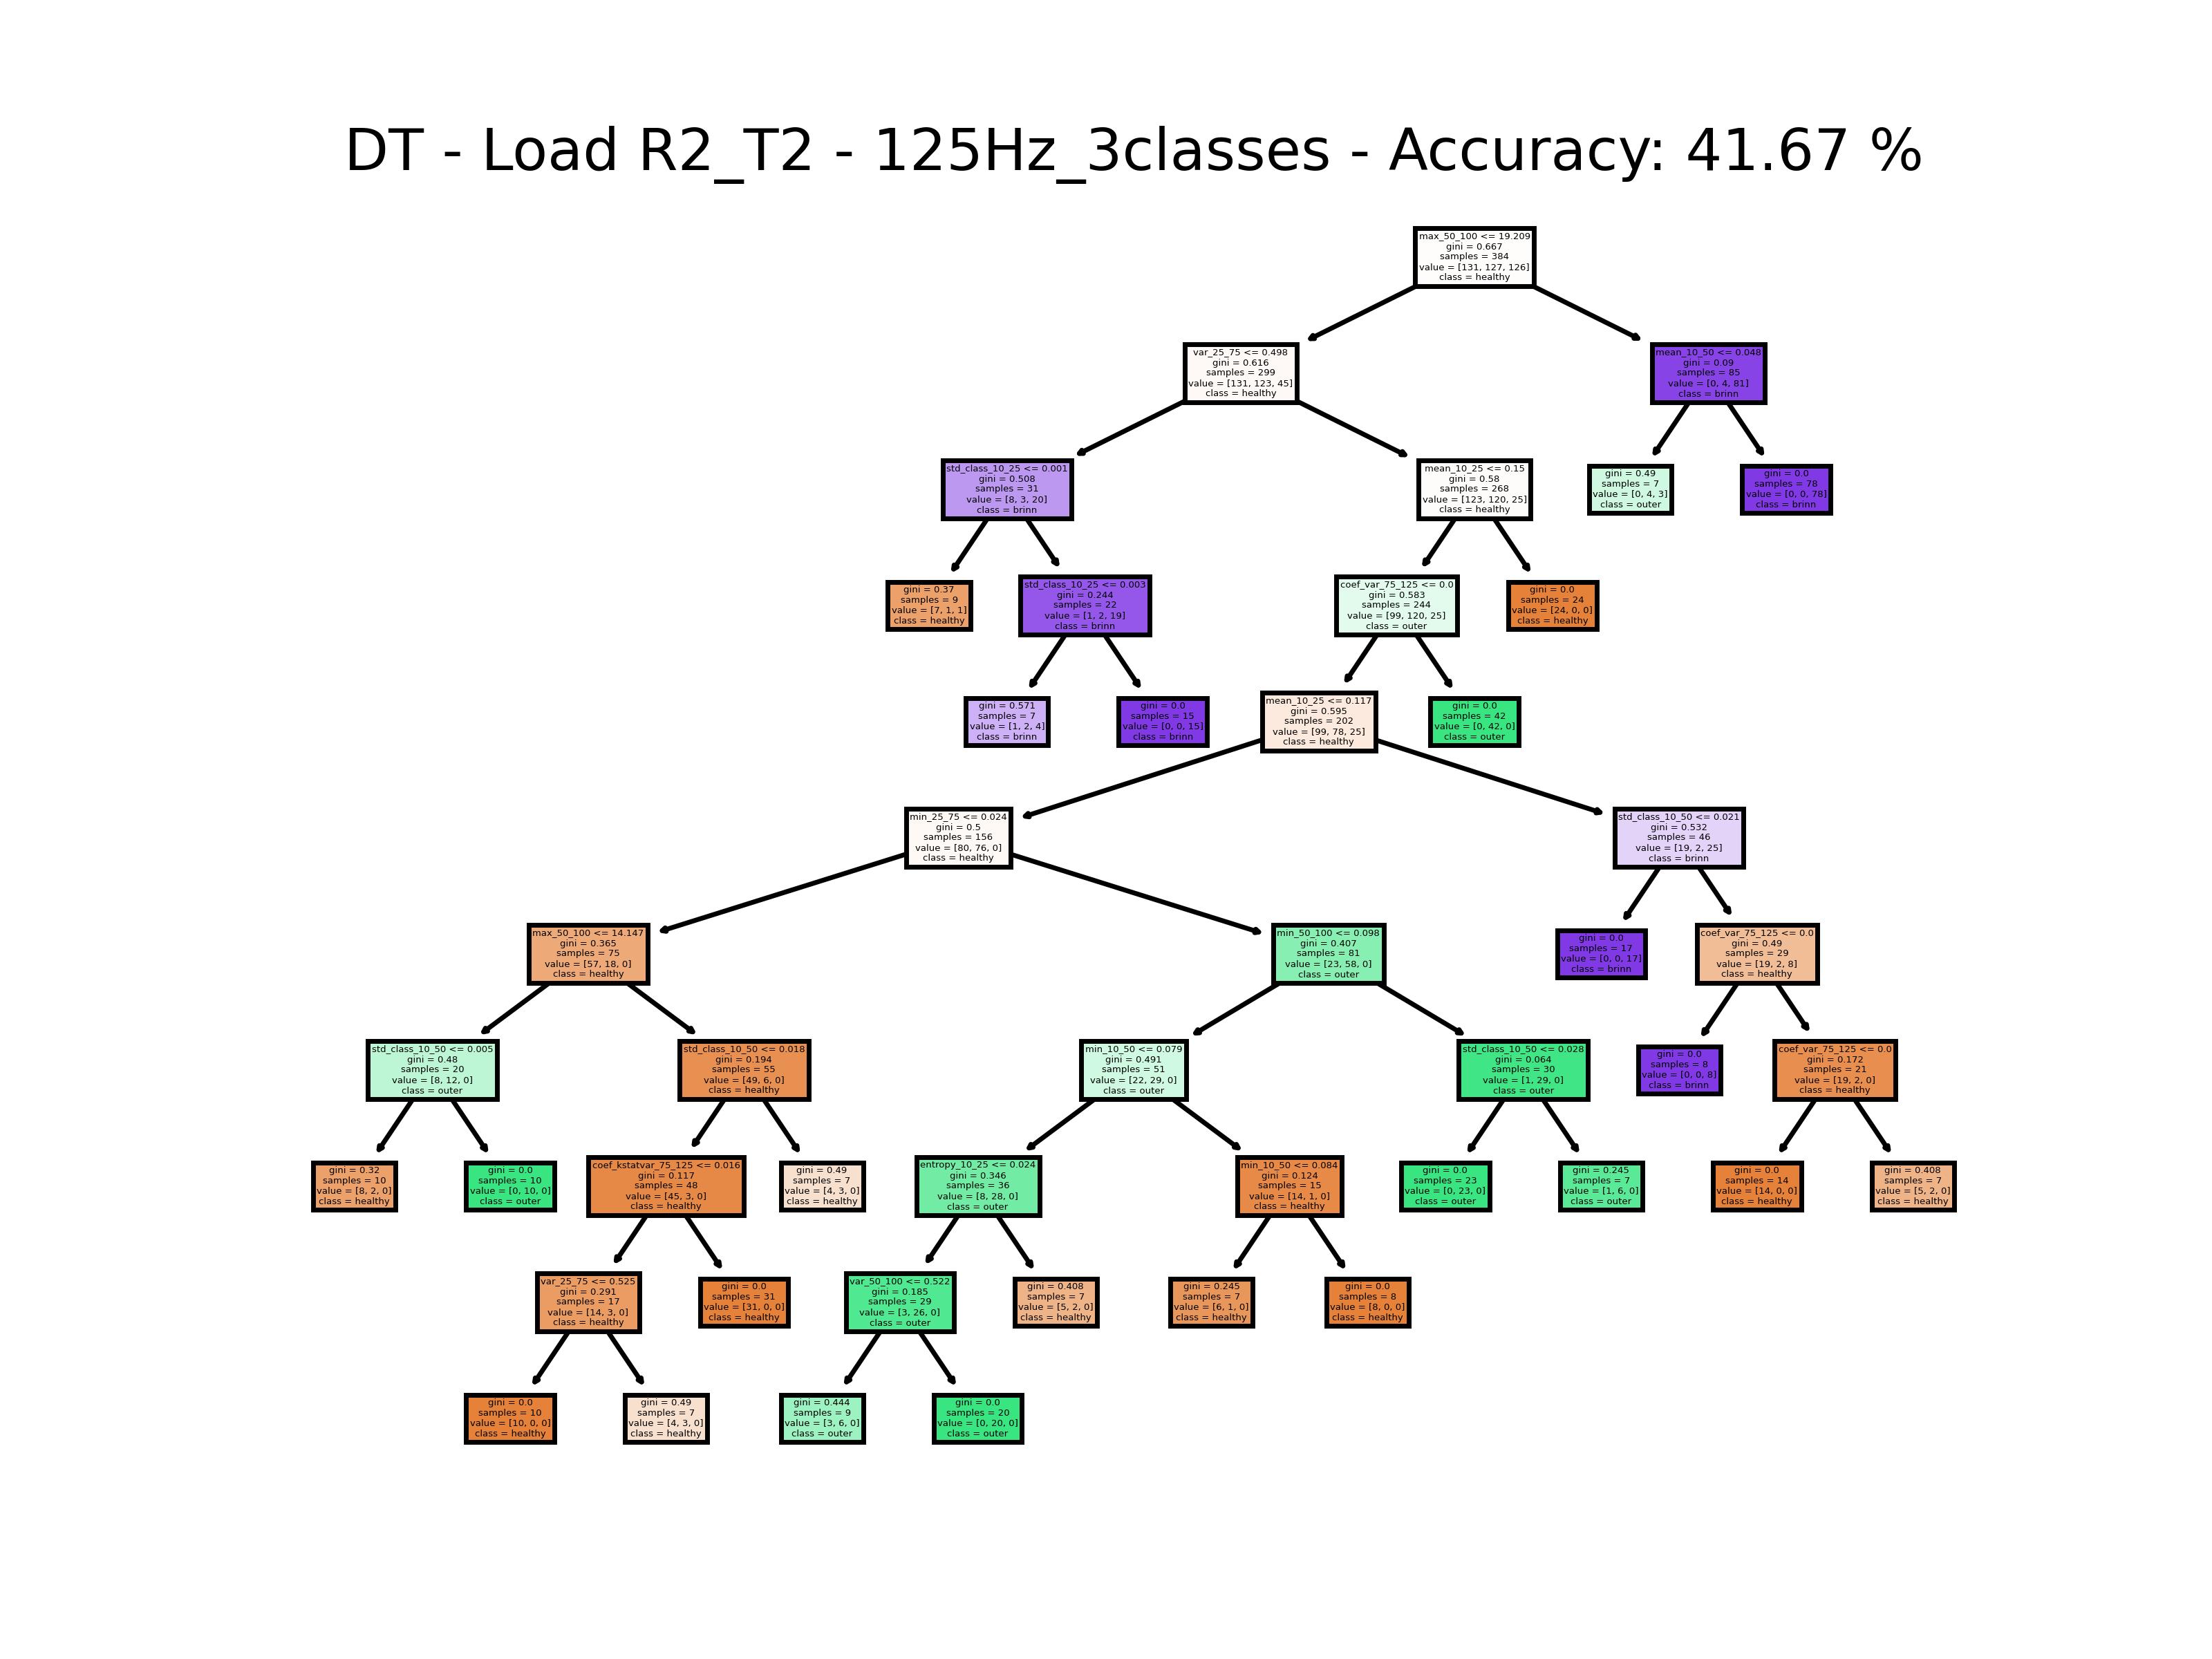 DT - Load R2_T2 - 125Hz_3classes - Accuracy: 41.67 %
max_50_100 <= 19.209
gini = 0.667
samples = 384
value = [131, 127, 126]
class = healthy
var_25_75 <= 0.498
gini = 0.616
samples = 299
value = [131, 123, 45]
class = healthy
mean_10_50 <= 0.048
gini = 0.09
samples = 85
value = [0, 4, 81]
class = brinn
std_class_10_25 <= 0.001
gini = 0.508
samples = 31
value = [8, 3, 20]
class = brinn
mean_10_25 <= 0.15
gini = 0.58
samples = 268
value = [123, 120, 25]
class = healthy
gini = 0.49
samples = 7
value = [0, 4, 3]
class = outer
gini = 0.0
samples = 78
value = [0, 0, 78]
class = brinn
gini = 0.37
samples = 9
value = [7, 1, 1]
class = healthy
std_class_10_25 <= 0.003
gini = 0.244
samples = 22
value = [1, 2, 19]
class = brinn
coef_var_75_125 <= 0.0
gini = 0.583
samples = 244
value = [99, 120, 25]
class = outer
gini = 0.0
samples = 24
value = [24, 0, 0]
class = healthy
gini = 0.571
samples = 7
value = [1, 2, 4]
class = brinn
gini = 0.0
samples = 15
value = [0, 0, 15]
class = brinn
mean_10_25 <= 0.117
gini = 0.595
samples = 202
value = [99, 78, 25]
class = healthy
gini = 0.0
samples = 42
value = [0, 42, 0]
class = outer
min_25_75 <= 0.024
gini = 0.5
samples = 156
value = [80, 76, 0]
class = healthy
std_class_10_50 <= 0.021
gini = 0.532
samples = 46
value = [19, 2, 25]
class = brinn
max_50_100 <= 14.147
gini = 0.365
samples = 75
value = [57, 18, 0]
class = healthy
min_50_100 <= 0.098
gini = 0.407
samples = 81
value = [23, 58, 0]
class = outer
gini = 0.0
samples = 17
value = [0, 0, 17]
class = brinn
coef_var_75_125 <= 0.0
gini = 0.49
samples = 29
value = [19, 2, 8]
class = healthy
std_class_10_50 <= 0.005
gini = 0.48
samples = 20
value = [8, 12, 0]
class = outer
std_class_10_50 <= 0.018
gini = 0.194
samples = 55
value = [49, 6, 0]
class = healthy
min_10_50 <= 0.079
gini = 0.491
samples = 51
value = [22, 29, 0]
class = outer
std_class_10_50 <= 0.028
gini = 0.064
samples = 30
value = [1, 29, 0]
class = outer
gini = 0.0
samples = 8
value = [0, 0, 8]
class = brinn
coef_var_75_125 <= 0.0
gini = 0.172
samples = 21
value = [19, 2, 0]
class = healthy
gini = 0.32
samples = 10
value = [8, 2, 0]
class = healthy
gini = 0.0
samples = 10
value = [0, 10, 0]
class = outer
coef_kstatvar_75_125 <= 0.016
gini = 0.117
samples = 48
value = [45, 3, 0]
class = healthy
gini = 0.49
samples = 7
value = [4, 3, 0]
class = healthy
entropy_10_25 <= 0.024
gini = 0.346
samples = 36
value = [8, 28, 0]
class = outer
min_10_50 <= 0.084
gini = 0.124
samples = 15
value = [14, 1, 0]
class = healthy
gini = 0.0
samples = 23
value = [0, 23, 0]
class = outer
gini = 0.245
samples = 7
value = [1, 6, 0]
class = outer
gini = 0.0
samples = 14
value = [14, 0, 0]
class = healthy
gini = 0.408
samples = 7
value = [5, 2, 0]
class = healthy
var_25_75 <= 0.525
gini = 0.291
samples = 17
value = [14, 3, 0]
class = healthy
gini = 0.0
samples = 31
value = [31, 0, 0]
class = healthy
var_50_100 <= 0.522
gini = 0.185
samples = 29
value = [3, 26, 0]
class = outer
gini = 0.408
samples = 7
value = [5, 2, 0]
class = healthy
gini = 0.245
samples = 7
value = [6, 1, 0]
class = healthy
gini = 0.0
samples = 8
value = [8, 0, 0]
class = healthy
gini = 0.0
samples = 10
value = [10, 0, 0]
class = healthy
gini = 0.49
samples = 7
value = [4, 3, 0]
class = healthy
gini = 0.444
samples = 9
value = [3, 6, 0]
class = outer
gini = 0.0
samples = 20
value = [0, 20, 0]
class = outer